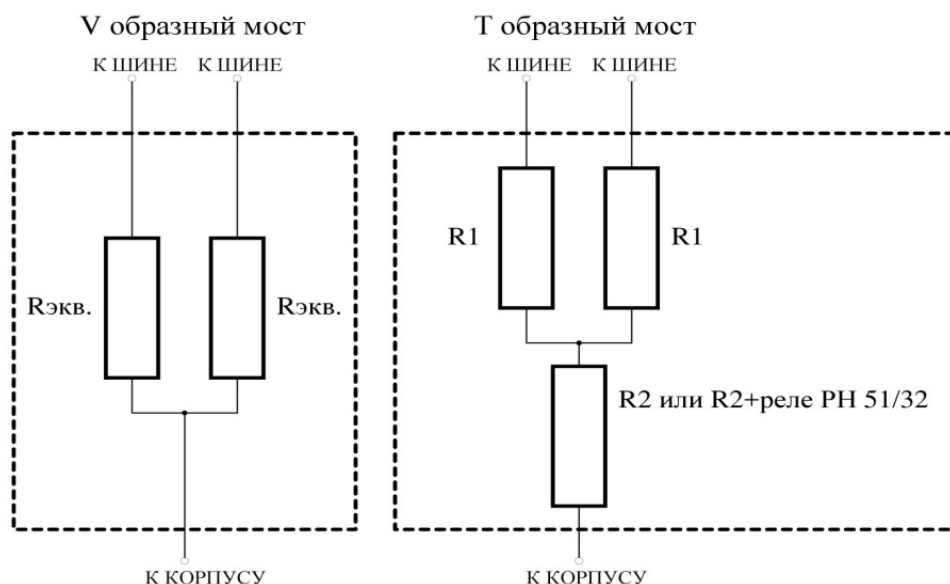 V образный мост
К ШИНЕ К ШИНЕ
Rэкв. Rэкв.
К КОРПУСУ
Т образный мост
К ШИНЕ К ШИНЕ
R1 R1
R2 или R2+реле РН 51/32
К КОРПУСУ